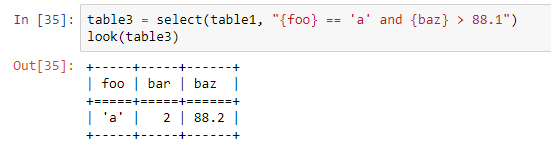 In [35]: table3 = select(table1, "{foo} == 'a' and {baz} > 88.1")
look(table3)
Out[35]: +-----+-----+------+
| foo | bar | baz  |
+=====+=====+======+
| 'a' |   2 | 88.2 |
+-----+-----+------+